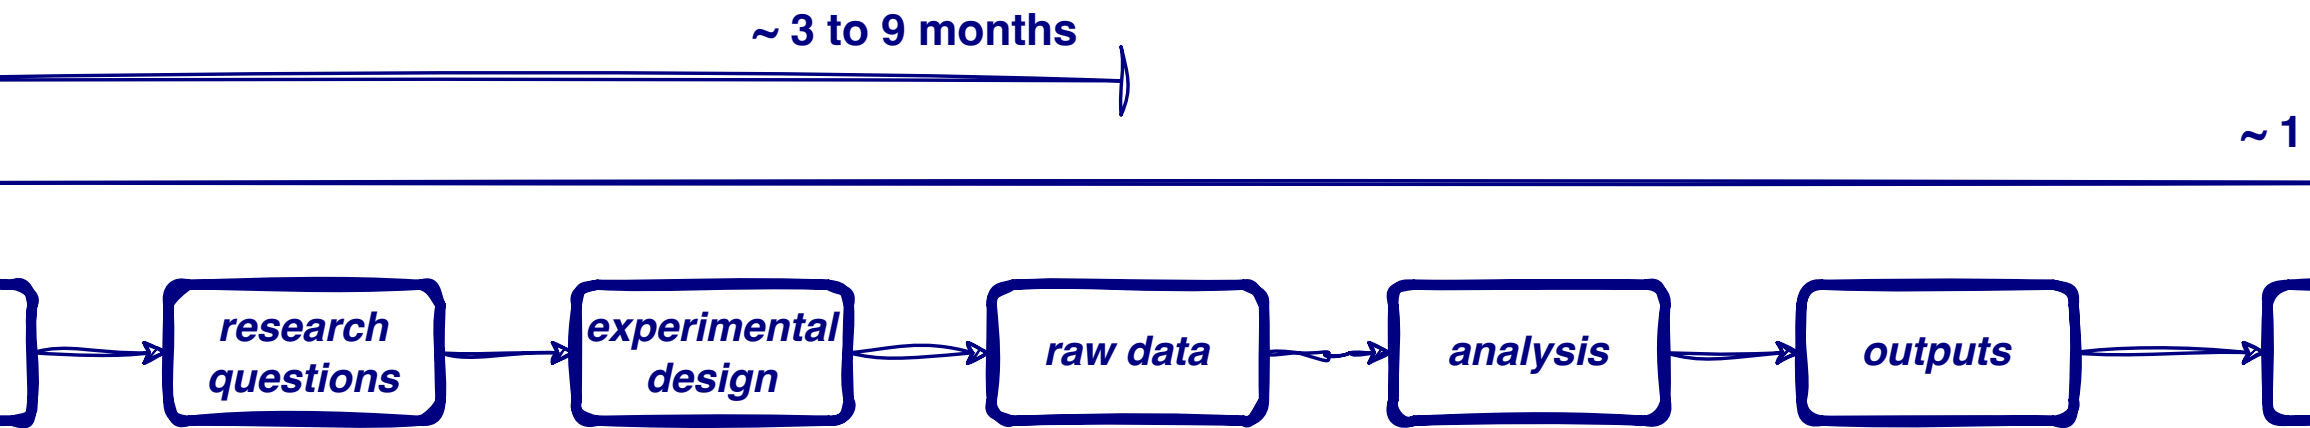 ~ 3 to 9 months
~ 1
research
questions
experimental
design
raw data
analysis
outputs